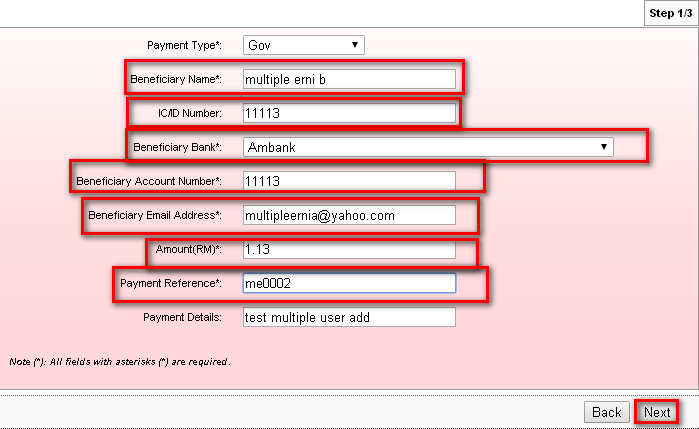 Step 1/3
Payment Type*: Gov
Beneficiary Name*: multiple erni b
IC/ID Number: 11113
Beneficiary Bank*: Ambank
Beneficiary Account Number*: 11113
Beneficiary Email Address*: multipleernia@yahoo.com
Amount(RM)*: 1.13
Payment Reference*: me0002
Payment Details: test multiple user add
Note (*): All fields with asterisks (*) are required.
Back Next